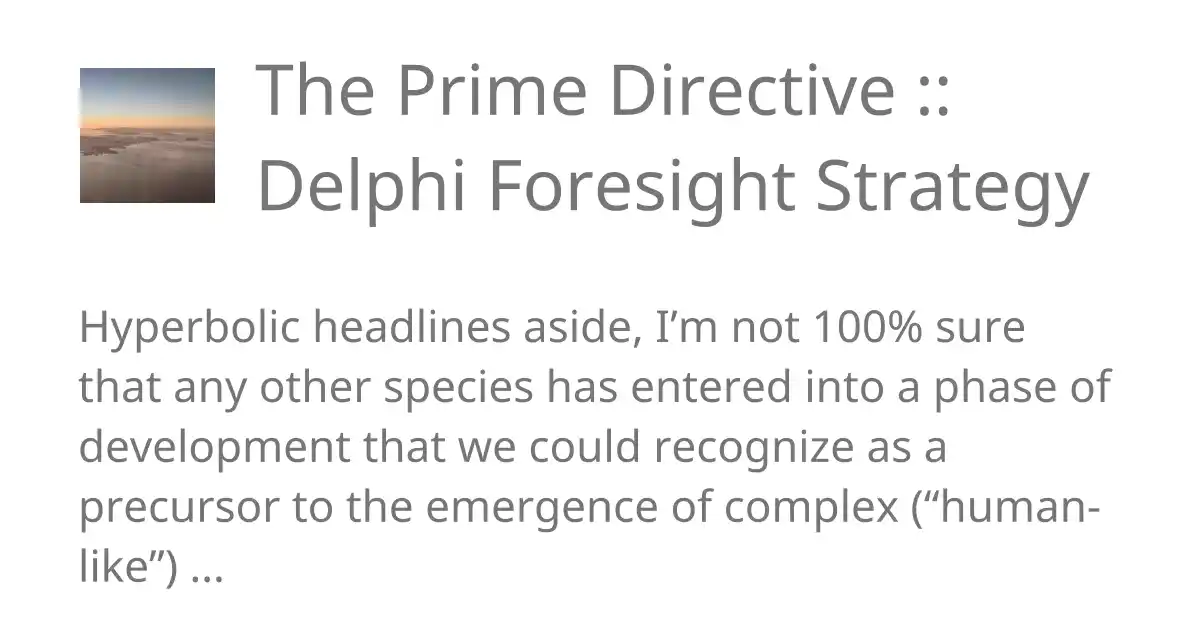 The Prime Directive ::
Delphi Foresight Strategy
Hyperbolic headlines aside, I’m not 100% sure
that any other species has entered into a phase of
development that we could recognize as a
precursor to the emergence of complex (“human-
like”) ...